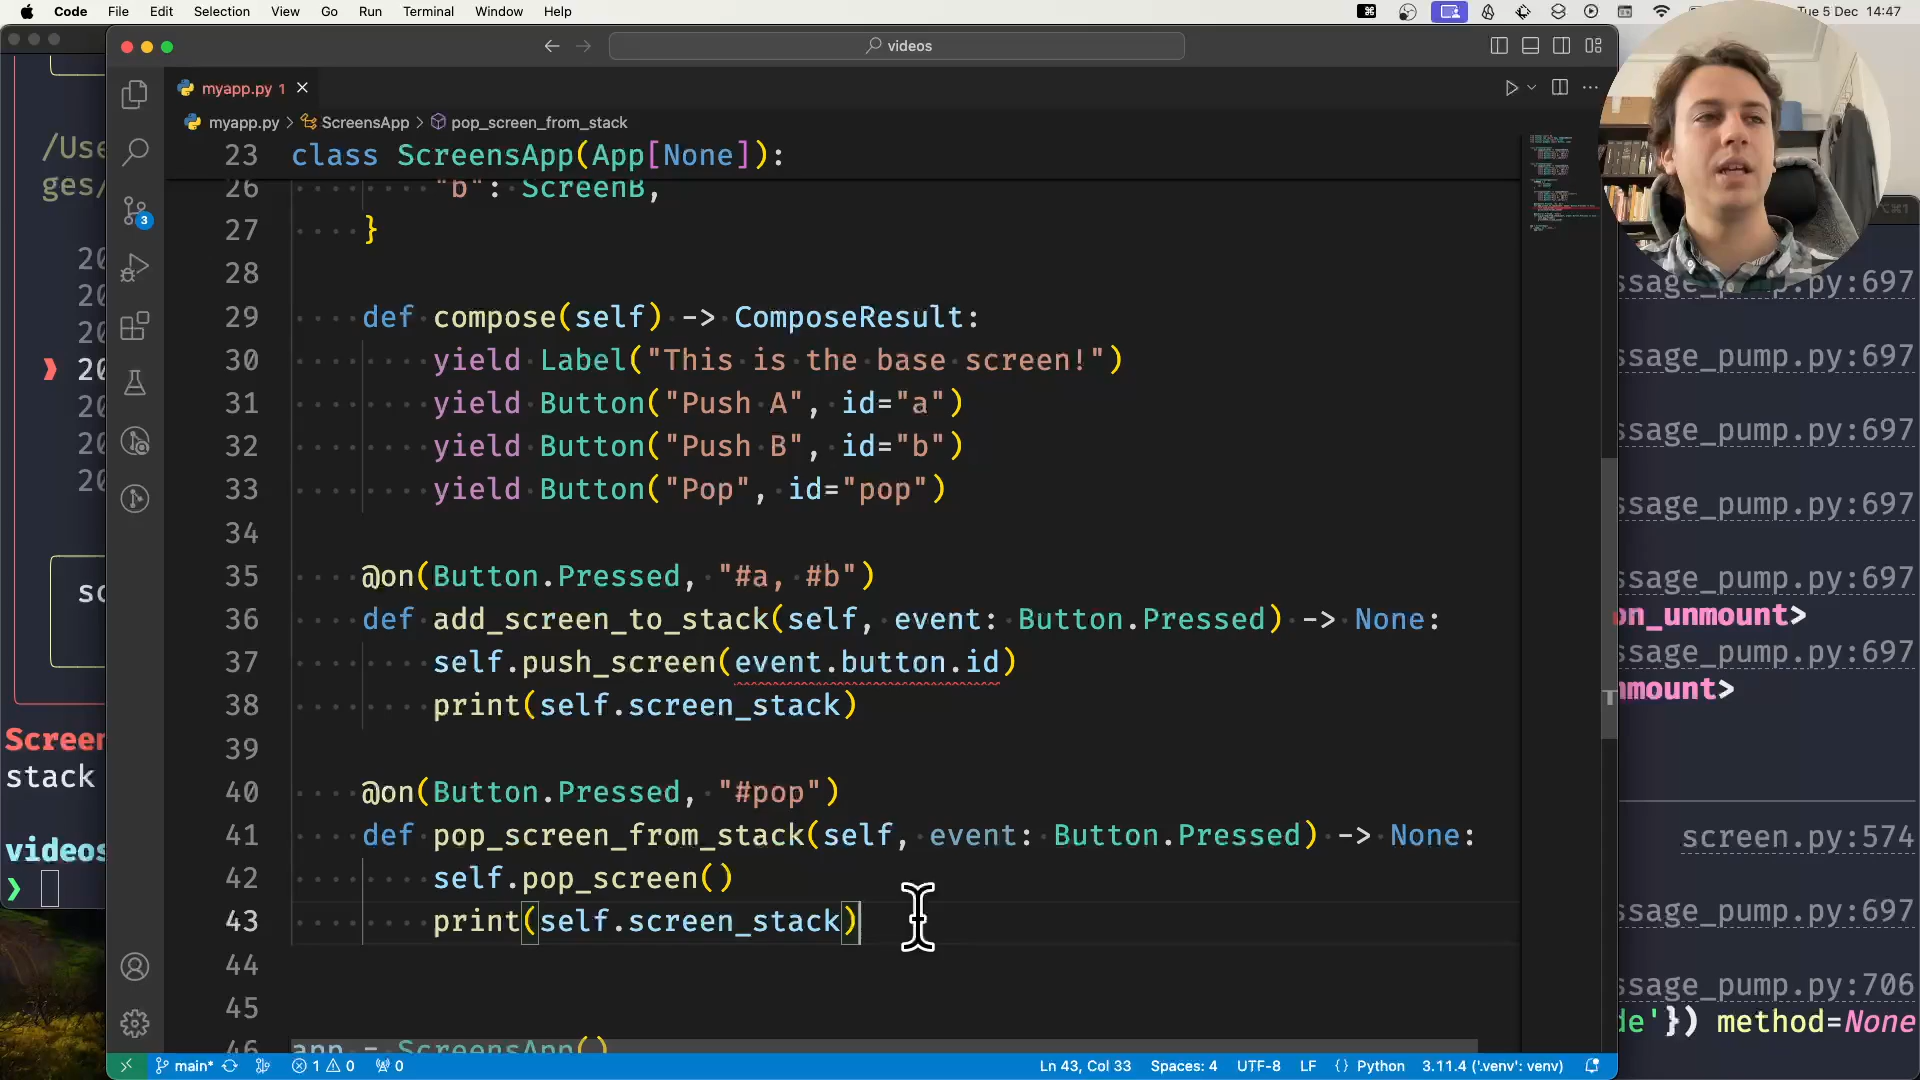 Code File Edit Selection View Go Run Terminal Window Help
Tue 5 Dec 14:47
videos
myapp.py 1
myapp.py > ScreensApp > pop_screen_from_stack
23 class ScreensApp(App[None]):
26 "b": ScreenB,
27 }
28
29 def compose(self) -> ComposeResult:
30 yield Label("This is the base screen!")
31 yield Button("Push A", id="a")
32 yield Button("Push B", id="b")
33 yield Button("Pop", id="pop")
34
35 @on(Button.Pressed, "#a, #b")
36 def add_screen_to_stack(self, event: Button.Pressed) -> None:
37 self.push_screen(event.button.id)
38 print(self.screen_stack)
39
40 @on(Button.Pressed, "#pop")
41 def pop_screen_from_stack(self, event: Button.Pressed) -> None:
42 self.pop_screen()
43 print(self.screen_stack)
44
45
46 app = ScreensApp()
/Use
ges/
20
20
20
20
20
20
20
sc
Screen
stack
videos
❯
3
ssage_pump.py:697
ssage_pump.py:697
ssage_pump.py:697
ssage_pump.py:697
ssage_pump.py:697
on_unmount>
ssage_pump.py:697
nmount>
screen.py:574
ssage_pump.py:697
ssage_pump.py:706
de'}) method=None
main* 1 0 0
Ln 43, Col 33 Spaces: 4 UTF-8 LF {} Python 3.11.4 ('.venv': venv)